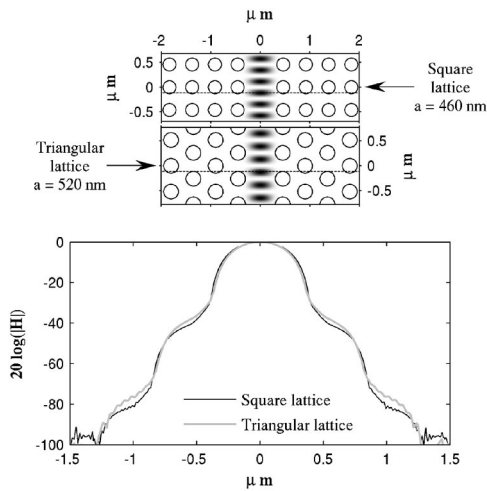 μ m
-2 -1 0 1 2
0.5
0
-0.5
μ m
Square
lattice
a = 460 nm
Triangular
lattice
a = 520 nm
0.5
0
-0.5
μ m
0
-20
-40
-60
-80
-100
20 log(|H|)
Square lattice
Triangular lattice
-1.5 -1 -0.5 0 0.5 1 1.5
μ m